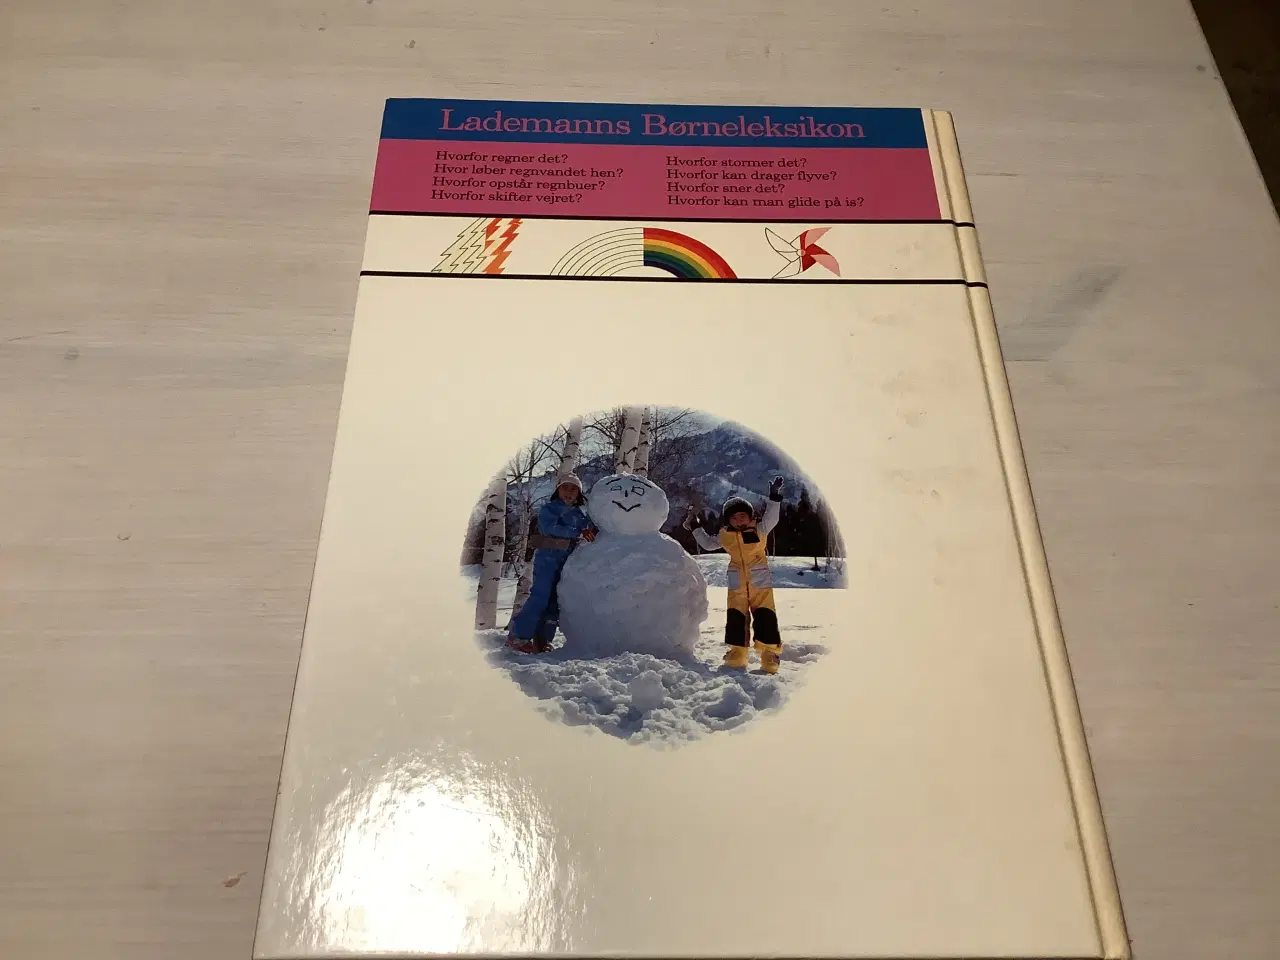 Lademanns Børneleksikon
Hvorfor regner det?
Hvor løber regnvandet hen?
Hvorfor opstår regnbuer?
Hvorfor skifter vejret?
Hvorfor stormer det?
Hvorfor kan drager flyve?
Hvorfor sner det?
Hvorfor kan man glide på is?